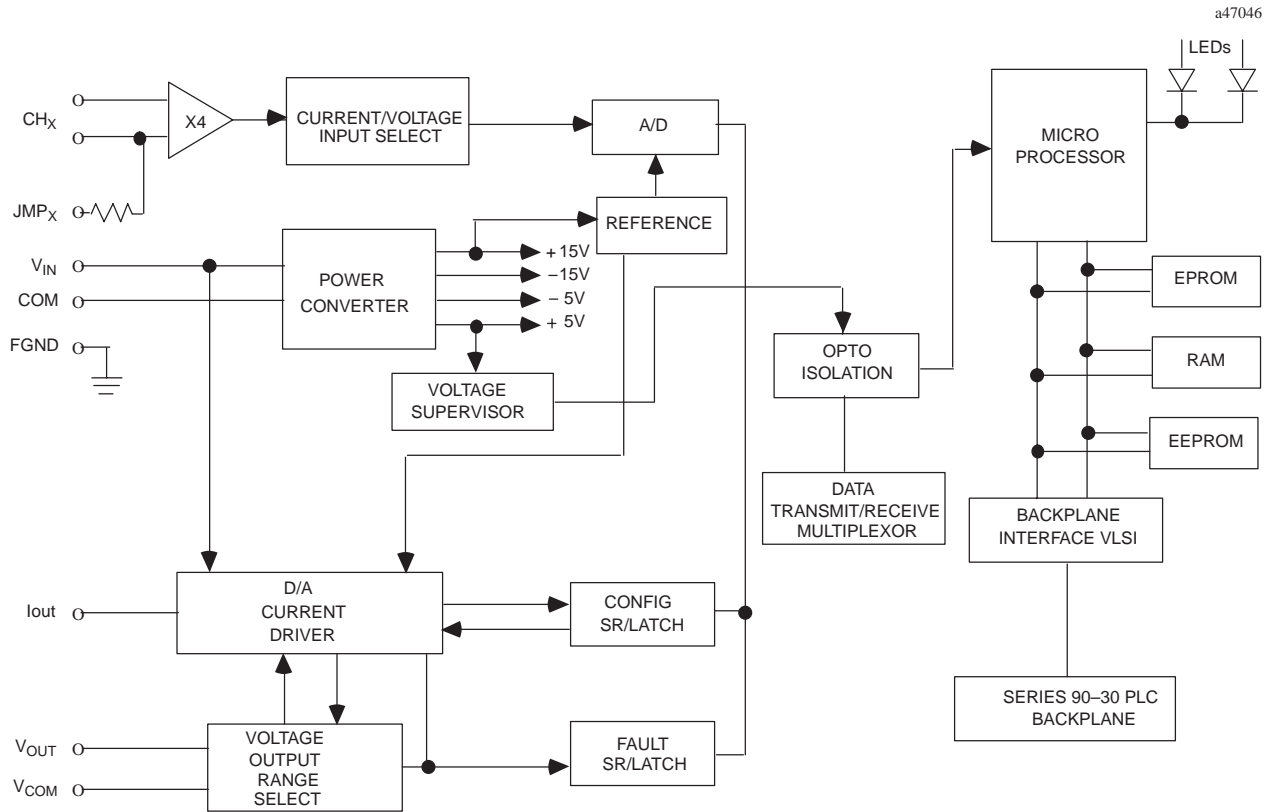 a47046
LEDs
CH_X
X4
CURRENT/VOLTAGE
INPUT SELECT
A/D
MICRO
PROCESSOR
JMP_X
REFERENCE
V_IN
COM
FGND
POWER
CONVERTER
+15V
–15V
– 5V
+ 5V
VOLTAGE
SUPERVISOR
OPTO
ISOLATION
EPROM
RAM
EEPROM
DATA
TRANSMIT/RECEIVE
MULTIPLEXOR
BACKPLANE
INTERFACE VLSI
Iout
D/A
CURRENT
DRIVER
CONFIG
SR/LATCH
SERIES 90–30 PLC
BACKPLANE
V_OUT
V_COM
VOLTAGE
OUTPUT
RANGE
SELECT
FAULT
SR/LATCH